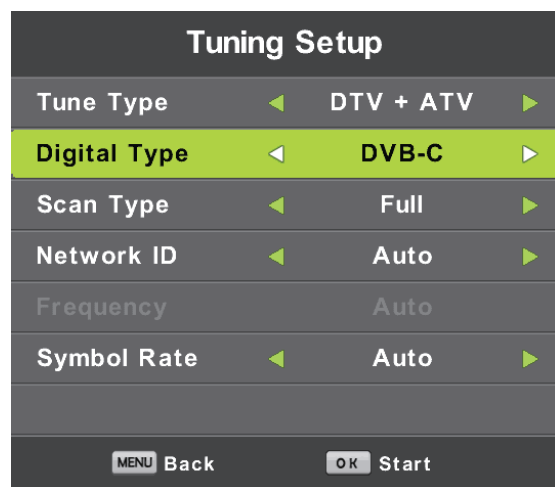 Tuning Setup
Tune Type DTV + ATV
Digital Type DVB-C
Scan Type Full
Network ID Auto
Frequency Auto
Symbol Rate Auto
MENU Back OK Start